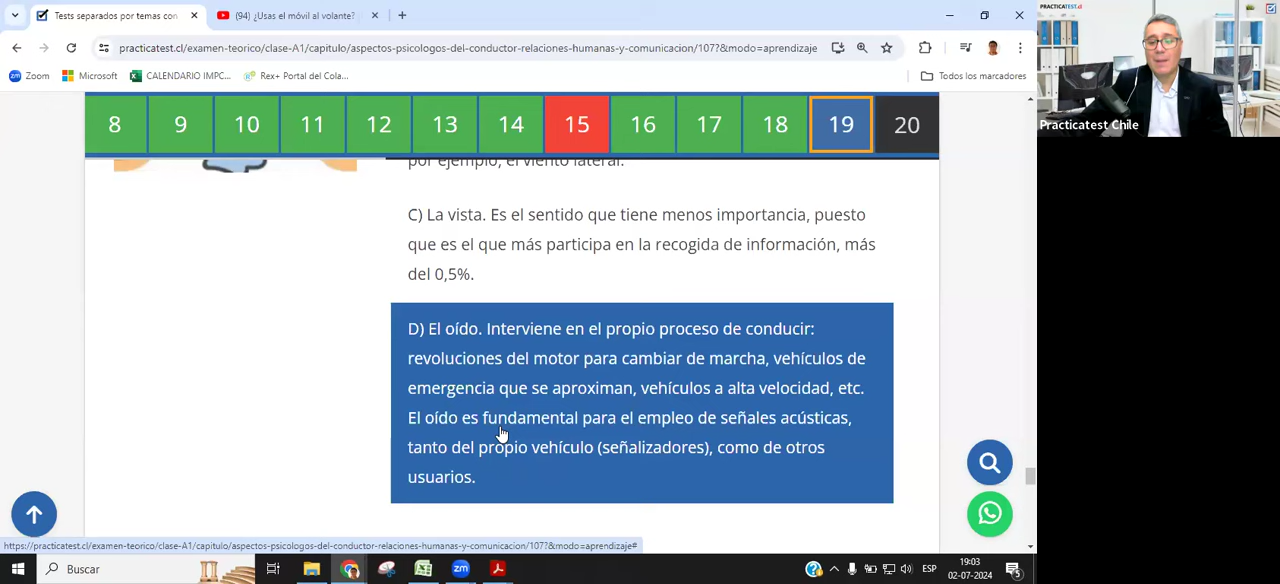 Tests separados por temas con
(94) ¿Usas el móvil al volante?
practicatest.cl/examen-teorico/clase-A1/capitulo/aspectos-psicologos-del-conductor-relaciones-humanas-y-comunicacion/107?&modo=aprendizaje
Zoom
Microsoft
CALENDARIO IMPC...
Rex+ Portal del Cola...
Todos los marcadores
PRACTICATEST.cl
Practicatest Chile
8 9 10 11 12 13 14 15 16 17 18 19 20
por ejemplo, el viento lateral.
C) La vista. Es el sentido que tiene menos importancia, puesto
que es el que más participa en la recogida de información, más
del 0,5%.
D) El oído. Interviene en el propio proceso de conducir:
revoluciones del motor para cambiar de marcha, vehículos de
emergencia que se aproximan, vehículos a alta velocidad, etc.
El oído es fundamental para el empleo de señales acústicas,
tanto del propio vehículo (señalizadores), como de otros
usuarios.
https://practicatest.cl/examen-teorico/clase-A1/capitulo/aspectos-psicologos-del-conductor-relaciones-humanas-y-comunicacion/107?&modo=aprendizaje#
Buscar
ESP
19:03
02-07-2024
5